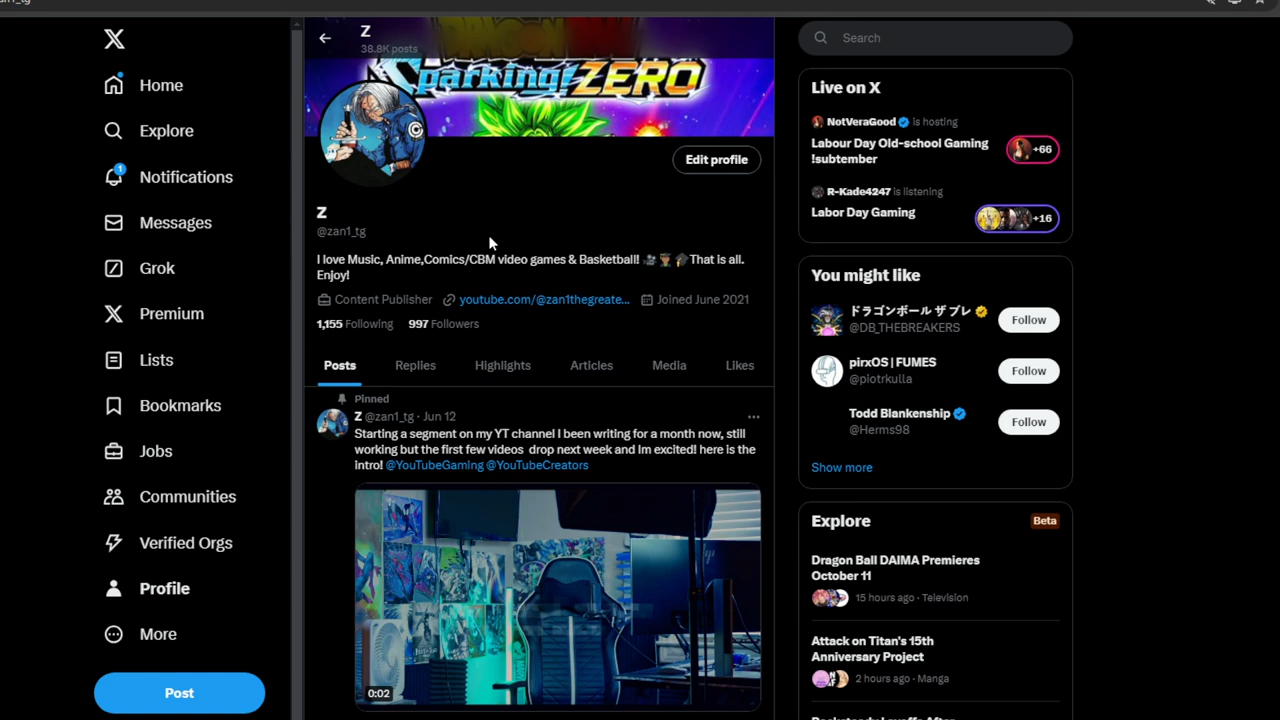 Z
38.8K posts
Sparking! ZERO
Edit profile
Z
@zan1_tg
I love Music, Anime,Comics/CBM video games & Basketball! 🎥👨🏾‍🎓🎓That is all.
Enjoy!
Content Publisher youtube.com/@zan1thegreate... Joined June 2021
1,155 Following 997 Followers
Posts Replies Highlights Articles Media Likes
Pinned
Z @zan1_tg · Jun 12
Starting a segment on my YT channel I been writing for a month now, still
working but the first few videos drop next week and Im excited! here is the
intro! @YouTubeGaming @YouTubeCreators
0:02
X
Home
Explore
1
Notifications
Messages
Grok
Premium
Lists
Bookmarks
Jobs
Communities
Verified Orgs
Profile
More
Post
Search
Live on X
NotVeraGood is hosting
Labour Day Old-school Gaming
!subtember
+66
R-Kade4247 is listening
Labor Day Gaming
+16
You might like
ドラゴンボール ザ ブレ
@DB_THEBREAKERS
Follow
pirxOS | FUMES
@piotrkulla
Follow
Todd Blankenship
@Herms98
Follow
Show more
Explore
Beta
Dragon Ball DAIMA Premieres
October 11
15 hours ago · Television
Attack on Titan's 15th
Anniversary Project
2 hours ago · Manga